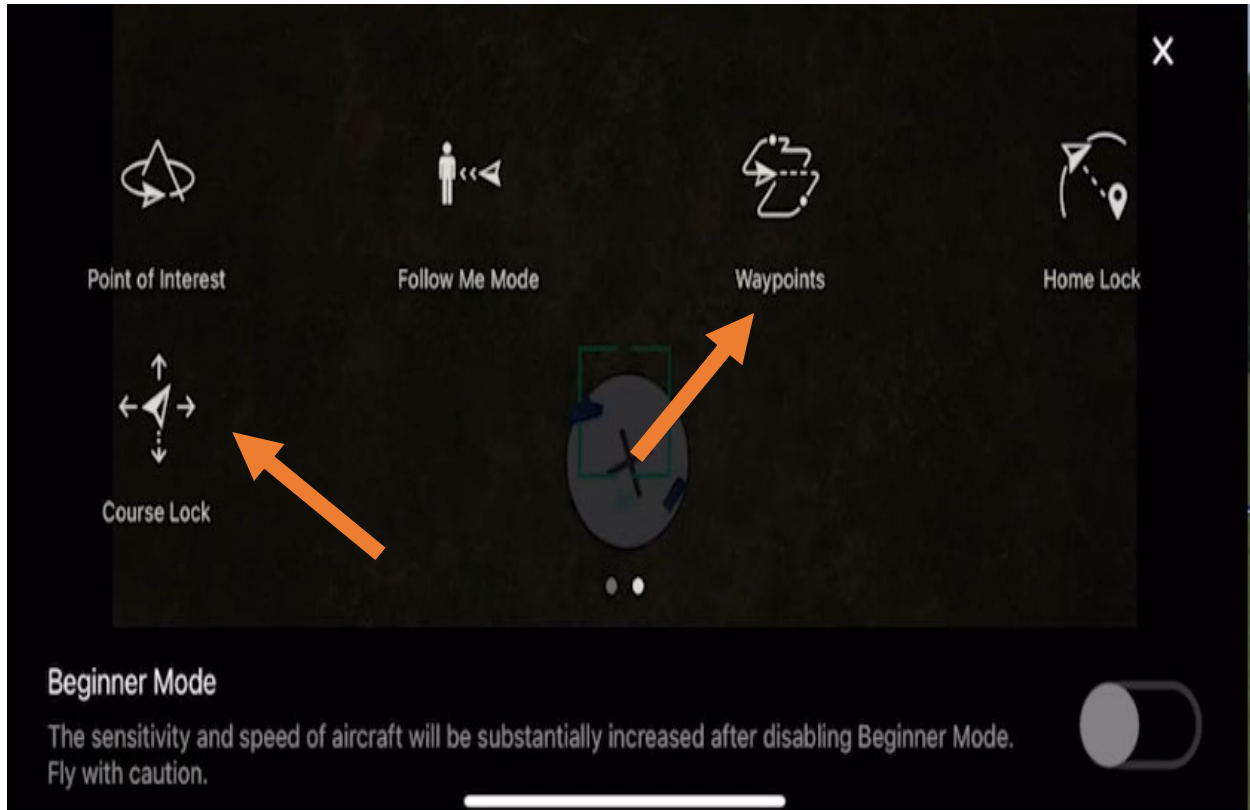 X
Point of Interest
Follow Me Mode
Waypoints
Home Lock
Course Lock
Beginner Mode
The sensitivity and speed of aircraft will be substantially increased after disabling Beginner Mode.
Fly with caution.